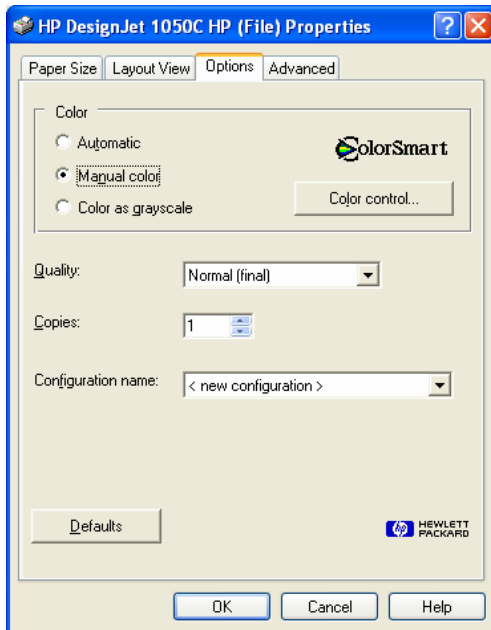 HP DesignJet 1050C HP (File) Properties
Paper Size Layout View Options Advanced
Color
Automatic
ColorSmart
Manual color
Color control...
Color as grayscale
Quality: Normal (final)
Copies: 1
Configuration name: < new configuration >
Defaults
hp HEWLETT
PACKARD
OK Cancel Help